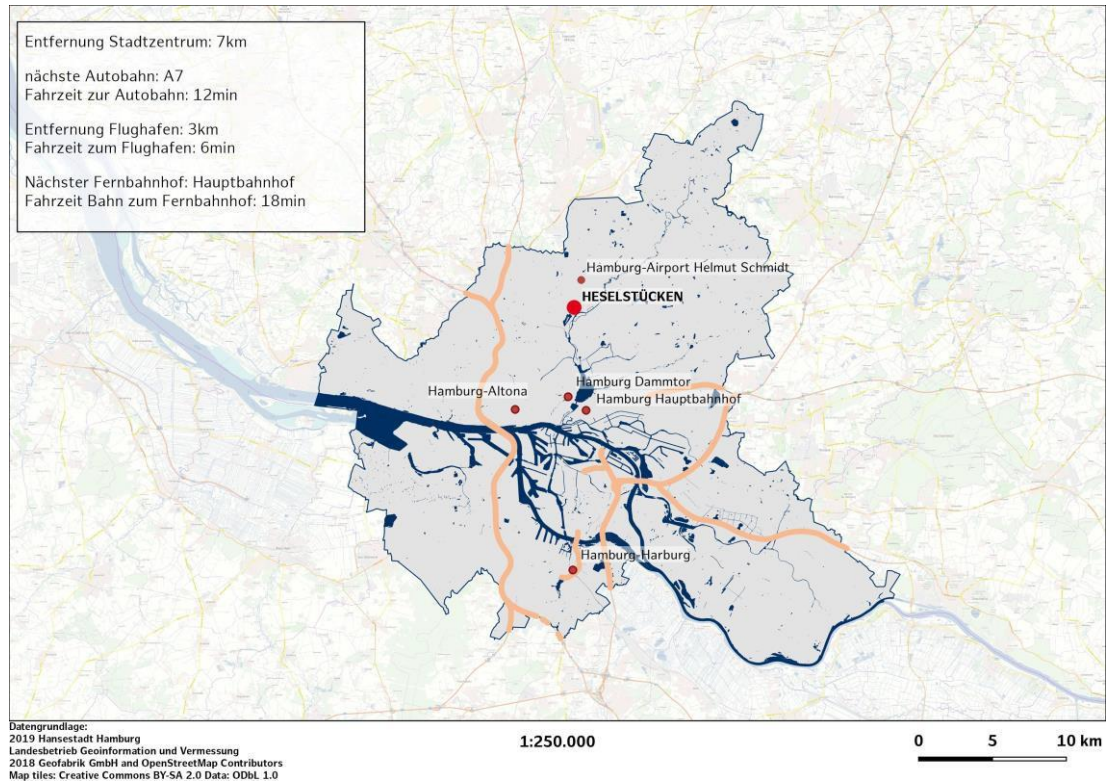 Entfernung Stadtzentrum: 7km
nächste Autobahn: A7
Fahrzeit zur Autobahn: 12min
Entfernung Flughafen: 3km
Fahrzeit zum Flughafen: 6min
Nächster Fernbahnhof: Hauptbahnhof
Fahrzeit Bahn zum Fernbahnhof: 18min
Hamburg-Airport Helmut Schmidt
HESELSTÜCKEN
Hamburg-Altona
Hamburg Dammtor
Hamburg Hauptbahnhof
Hamburg-Harburg
Datengrundlage:
2019 Hansestadt Hamburg
Landesbetrieb Geoinformation und Vermessung
2018 Geofabrik GmbH and OpenStreetMap Contributors
Map tiles: Creative Commons BY-SA 2.0 Data: ODbL 1.0
1:250.000
0 5 10 km